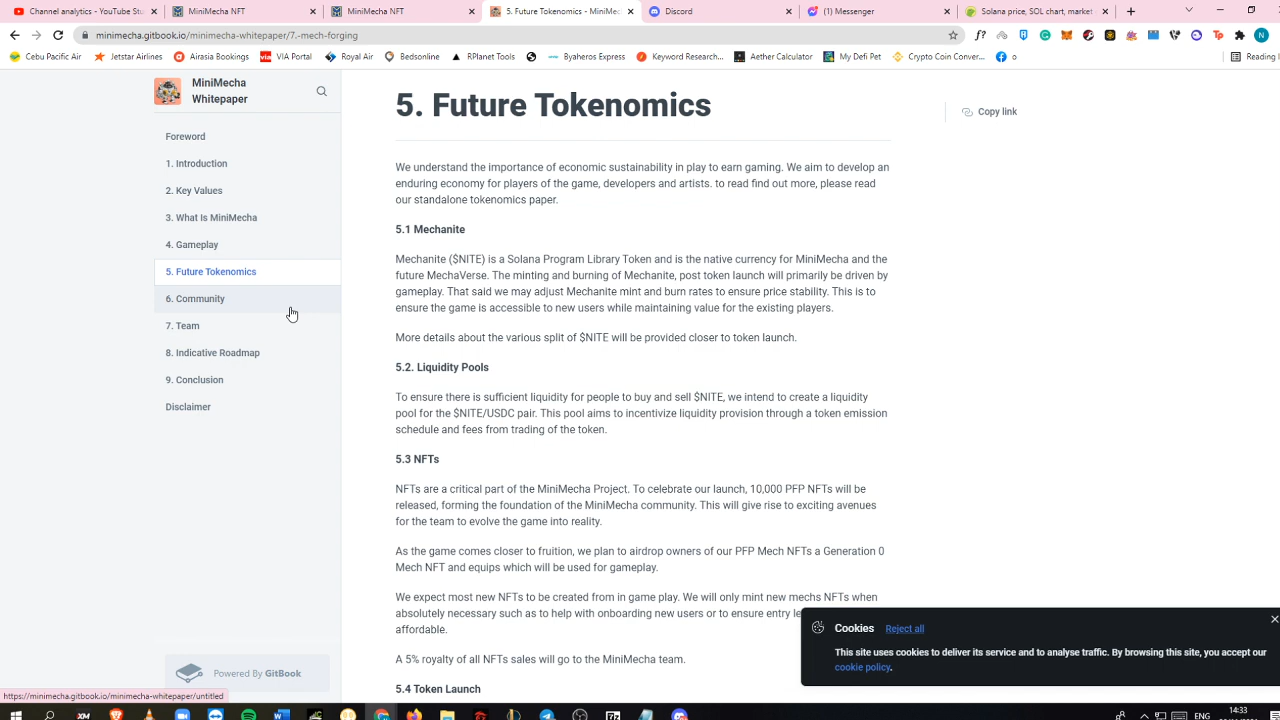 Channel analytics - YouTube Stu
MiniMecha NFT
MiniMecha NFT
5. Future Tokenomics - MiniMec
Discord
(1) Messenger
Solana price, SOL chart, market
minimecha.gitbook.io/minimecha-whitepaper/7.-mech-forging
Cebu Pacific Air
Jetstar Airlines
Airasia Bookings
VIA Portal
Royal Air
Bedsonline
RPlanet Tools
Byaheros Express
Keyword Research...
Aether Calculator
My Defi Pet
Crypto Coin Conver...
o
Reading l
MiniMecha
Whitepaper
Foreword
1. Introduction
2. Key Values
3. What Is MiniMecha
4. Gameplay
5. Future Tokenomics
6. Community
7. Team
8. Indicative Roadmap
9. Conclusion
Disclaimer
Powered By GitBook
https://minimecha.gitbook.io/minimecha-whitepaper/untitled
5. Future Tokenomics
Copy link
We understand the importance of economic sustainability in play to earn gaming. We aim to develop an
enduring economy for players of the game, developers and artists. to read find out more, please read
our standalone tokenomics paper.
5.1 Mechanite
Mechanite ($NITE) is a Solana Program Library Token and is the native currency for MiniMecha and the
future MechaVerse. The minting and burning of Mechanite, post token launch will primarily be driven by
gameplay. That said we may adjust Mechanite mint and burn rates to ensure price stability. This is to
ensure the game is accessible to new users while maintaining value for the existing players.
More details about the various split of $NITE will be provided closer to token launch.
5.2. Liquidity Pools
To ensure there is sufficient liquidity for people to buy and sell $NITE, we intend to create a liquidity
pool for the $NITE/USDC pair. This pool aims to incentivize liquidity provision through a token emission
schedule and fees from trading of the token.
5.3 NFTs
NFTs are a critical part of the MiniMecha Project. To celebrate our launch, 10,000 PFP NFTs will be
released, forming the foundation of the MiniMecha community. This will give rise to exciting avenues
for the team to evolve the game into reality.
As the game comes closer to fruition, we plan to airdrop owners of our PFP Mech NFTs a Generation 0
Mech NFT and equips which will be used for gameplay.
We expect most new NFTs to be created from in game play. We will only mint new mechs NFTs when
absolutely necessary such as to help with onboarding new users or to ensure entry le
affordable.
A 5% royalty of all NFTs sales will go to the MiniMecha team.
5.4 Token Launch
Cookies
Reject all
This site uses cookies to deliver its service and to analyse traffic. By browsing this site, you accept our
cookie policy.
ENG
14:33